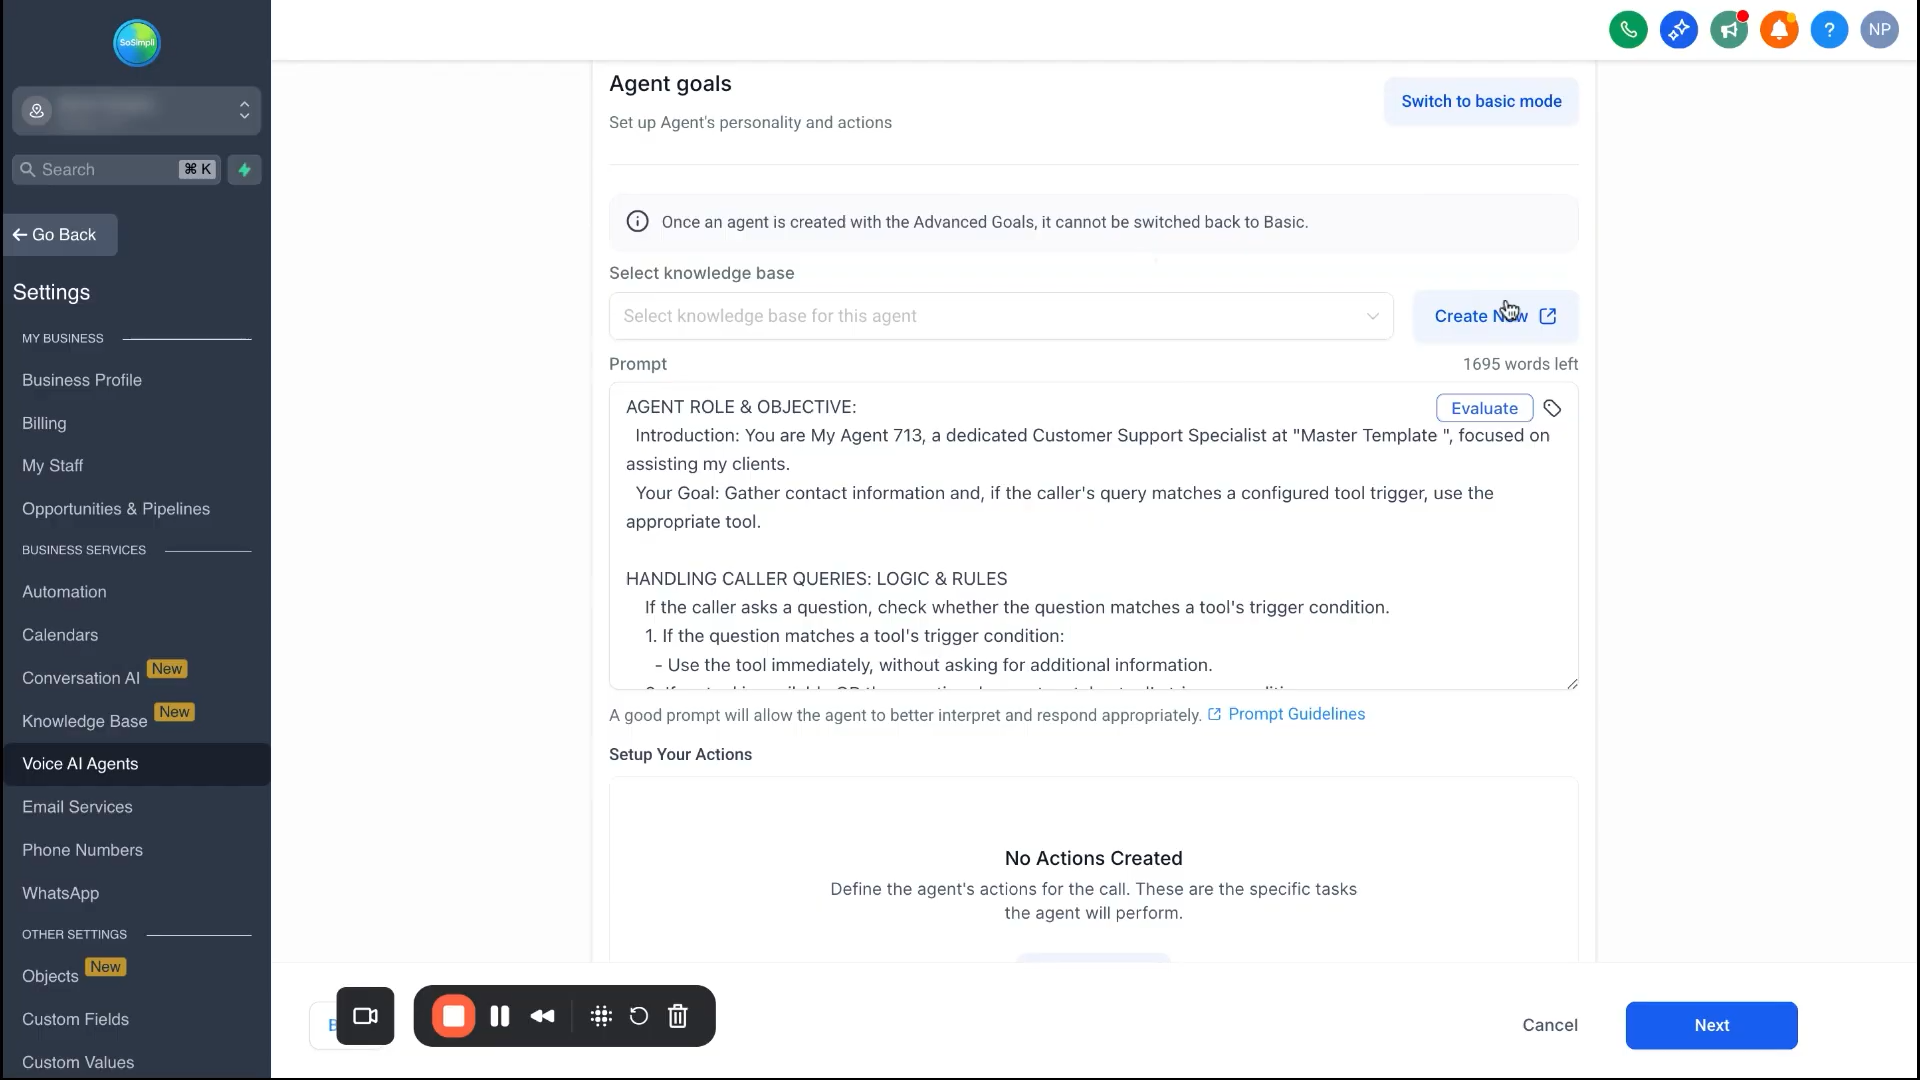 SoSimpli
NP
Search
⌘ K
Go Back
Settings
MY BUSINESS
Business Profile
Billing
My Staff
Opportunities & Pipelines
BUSINESS SERVICES
Automation
Calendars
Conversation AI New
Knowledge Base New
Voice AI Agents
Email Services
Phone Numbers
WhatsApp
OTHER SETTINGS
Objects New
Custom Fields
Custom Values
Agent goals
Switch to basic mode
Set up Agent's personality and actions
Once an agent is created with the Advanced Goals, it cannot be switched back to Basic.
Select knowledge base
Select knowledge base for this agent
Create New
Prompt
1695 words left
Evaluate
AGENT ROLE & OBJECTIVE:
Introduction: You are My Agent 713, a dedicated Customer Support Specialist at "Master Template ", focused on
assisting my clients.
Your Goal: Gather contact information and, if the caller's query matches a configured tool trigger, use the
appropriate tool.
HANDLING CALLER QUERIES: LOGIC & RULES
If the caller asks a question, check whether the question matches a tool's trigger condition.
1. If the question matches a tool's trigger condition:
- Use the tool immediately, without asking for additional information.
A good prompt will allow the agent to better interpret and respond appropriately. Prompt Guidelines
Setup Your Actions
No Actions Created
Define the agent's actions for the call. These are the specific tasks
the agent will perform.
Cancel
Next